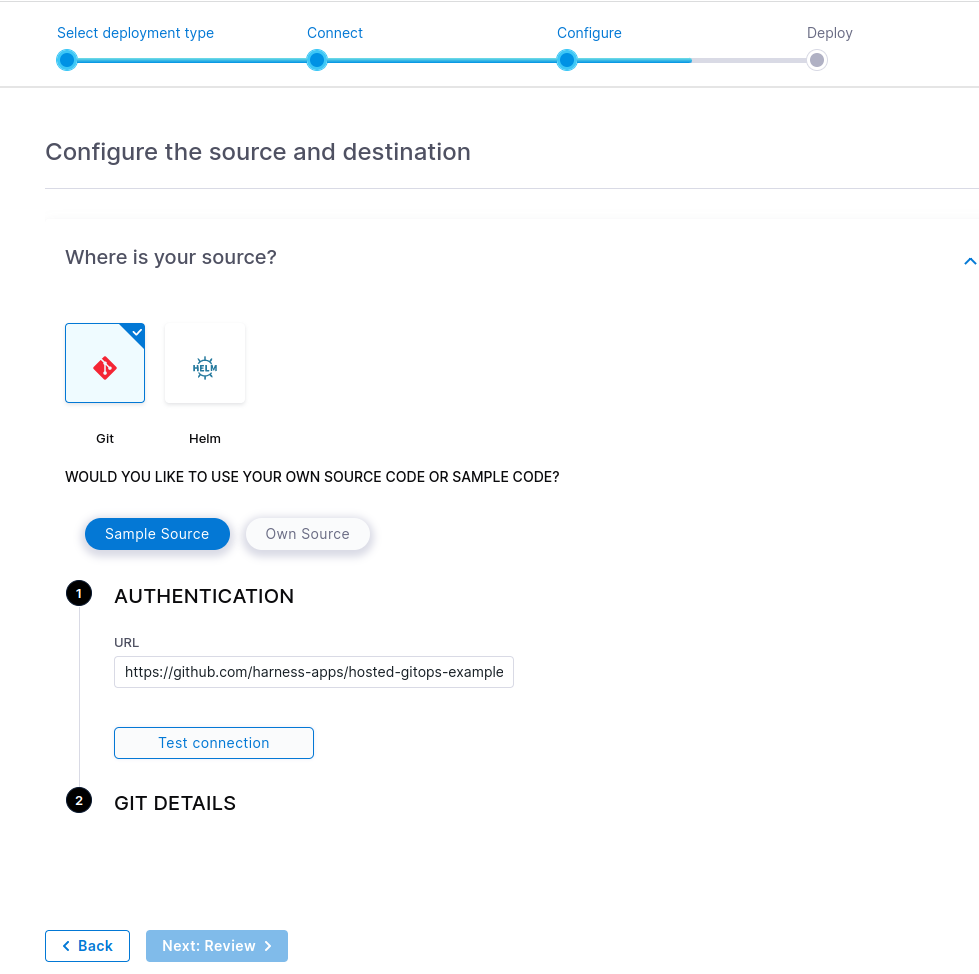 Select deployment type Connect Configure Deploy
Configure the source and destination
Where is your source?
HELM
Git Helm
WOULD YOU LIKE TO USE YOUR OWN SOURCE CODE OR SAMPLE CODE?
Sample Source Own Source
1 AUTHENTICATION
URL
https://github.com/harness-apps/hosted-gitops-example
Test connection
2 GIT DETAILS
Back Next: Review